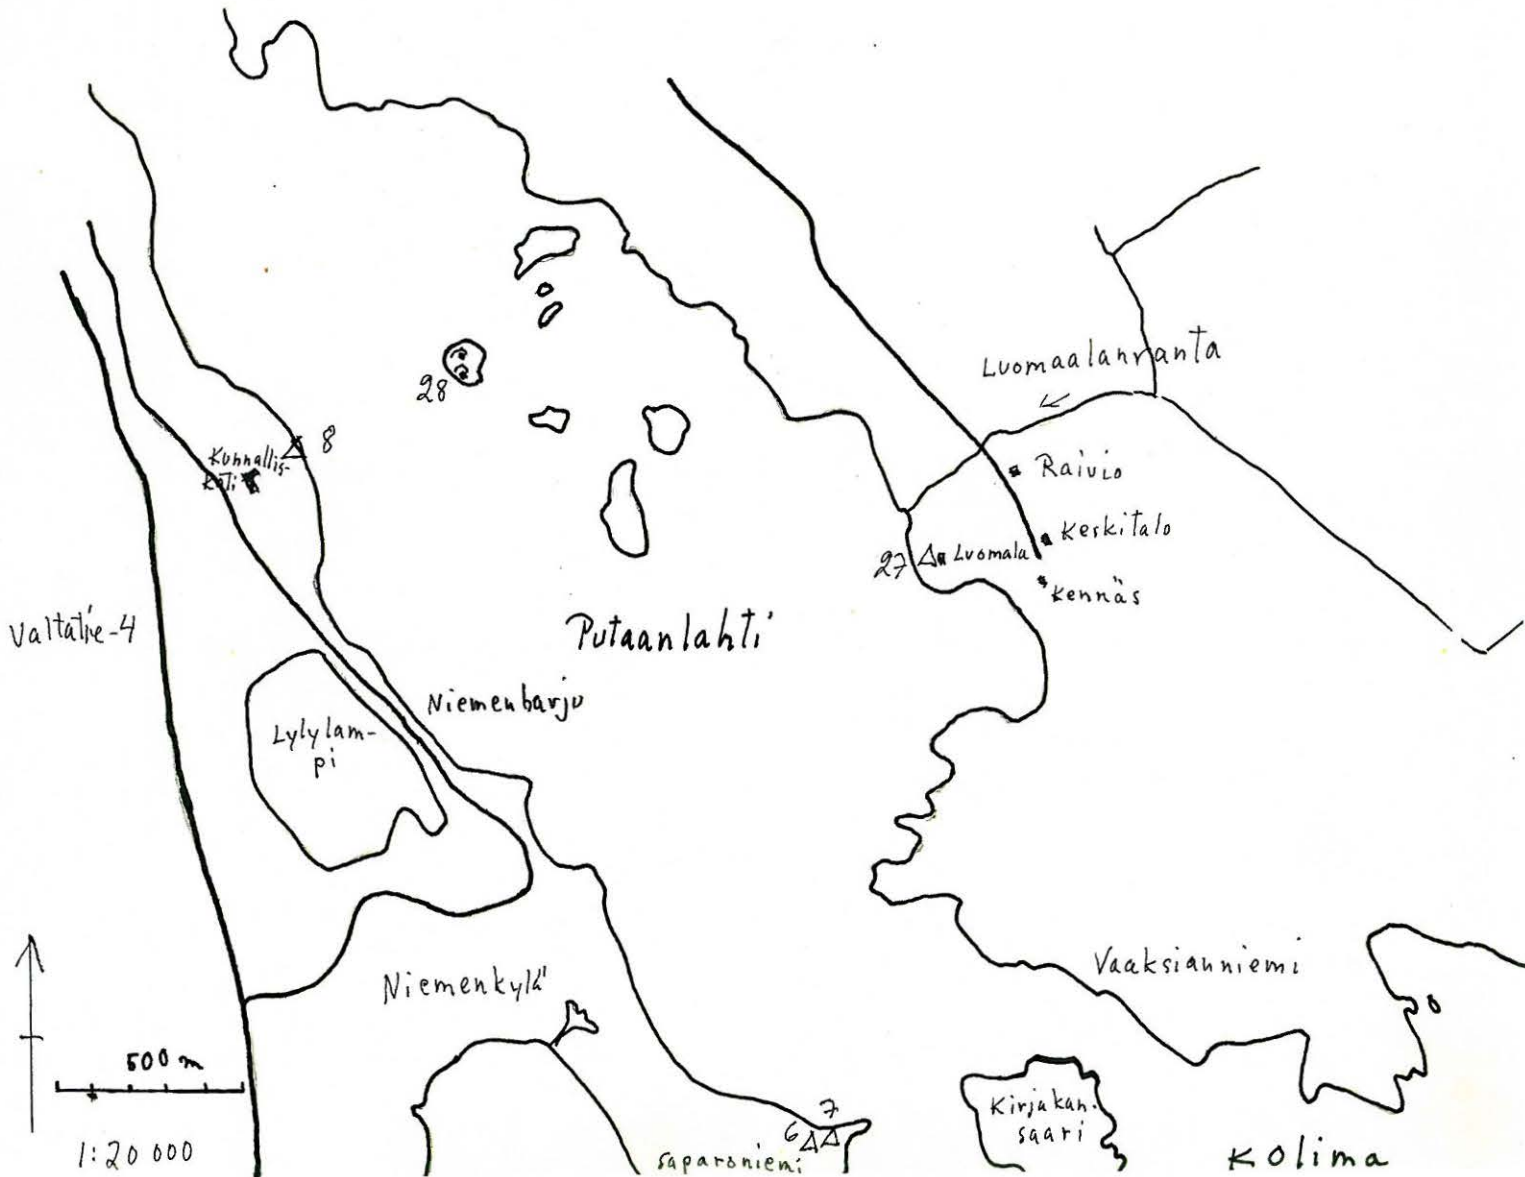 Luomaalanranta
28
8
Kunnallis-
koti
Raivio
Keskitalo
27
Luomala
Kennäs
Valtatie-4
Putaanlahti
Niemenharju
Lylylam-
pi
Vaaksianniemi
Niemenkylä
500 m
1:20 000
7
6
Saparoniemi
Kirjakan-
saari
Kolima